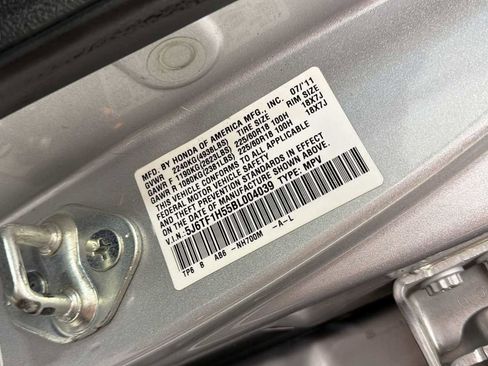 MFD. BY HONDA OF AMERICA MFG., INC. 07/'11
GVWR 2240KG(4938LBS) TIRE SIZE RIM SIZE
GAWR F 1190KG(2623LBS) 225/60R18 100H 18X7J
GAWR R 1080KG(2381LBS) 225/60R18 100H 18X7J
THIS VEHICLE CONFORMS TO ALL APPLICABLE
FEDERAL MOTOR VEHICLE SAFETY
AND THEFT PREVENTION STANDARDS IN EFFECT ON THE
DATE OF MANUFACTURE SHOWN ABOVE.
V.I.N.: 5J6TF1H55BL004039 TYPE: MPV
TP6 B A86 -NH700M -A-L